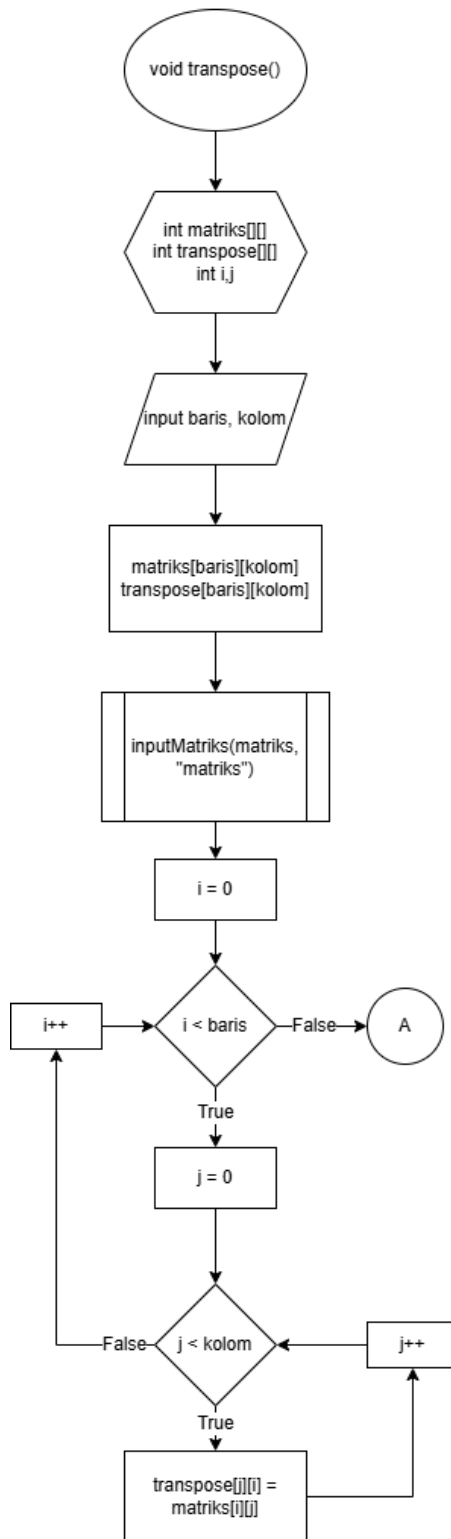 void transpose()
int matriks[][]
int transpose[][]
int i,j
input baris, kolom
matriks[baris][kolom]
transpose[baris][kolom]
inputMatriks(matriks,
"matriks")
i = 0
i++
i < baris
False
A
True
j = 0
False
j < kolom
j++
True
transpose[j][i] =
matriks[i][j]